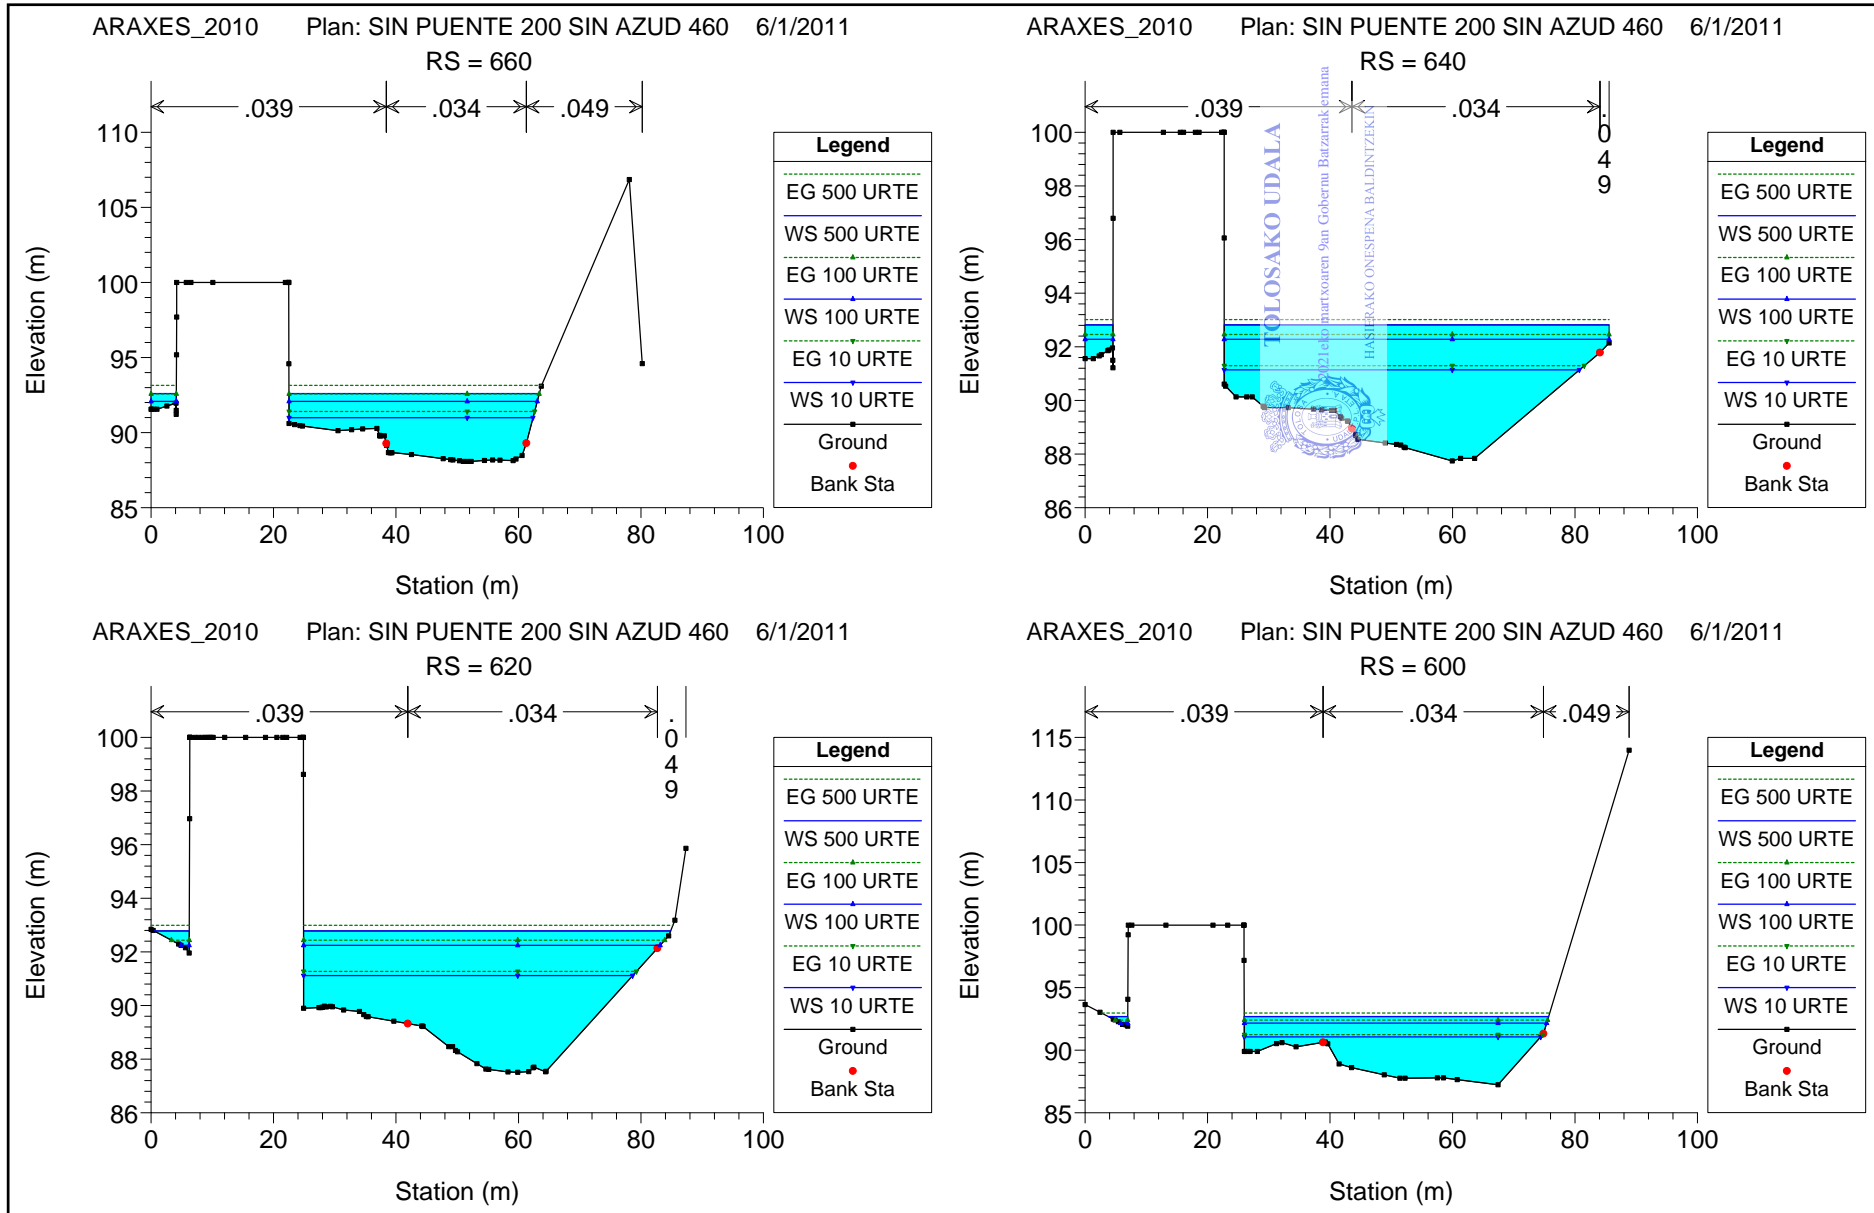 ARAXES_2010 Plan: SIN PUENTE 200 SIN AZUD 460 6/1/2011
RS = 660
.039 .034 .049
110
105
100
95
90
85
0 20 40 60 80 100
Elevation (m)
Station (m)
Legend
EG 500 URTE
WS 500 URTE
EG 100 URTE
WS 100 URTE
EG 10 URTE
WS 10 URTE
Ground
Bank Sta
ARAXES_2010 Plan: SIN PUENTE 200 SIN AZUD 460 6/1/2011
RS = 640
.039 .034 .049
100
98
96
94
92
90
88
86
0 20 40 60 80 100
Elevation (m)
Station (m)
TOLOSAKO UDALA
2021eko martxoaren 9an Gobernu Batzarrak emana
HASIERAKO ONESPENA BALDINTZEKIN
Legend
EG 500 URTE
WS 500 URTE
EG 100 URTE
WS 100 URTE
EG 10 URTE
WS 10 URTE
Ground
Bank Sta
ARAXES_2010 Plan: SIN PUENTE 200 SIN AZUD 460 6/1/2011
RS = 620
.039 .034 .049
100
98
96
94
92
90
88
86
0 20 40 60 80 100
Elevation (m)
Station (m)
Legend
EG 500 URTE
WS 500 URTE
EG 100 URTE
WS 100 URTE
EG 10 URTE
WS 10 URTE
Ground
Bank Sta
ARAXES_2010 Plan: SIN PUENTE 200 SIN AZUD 460 6/1/2011
RS = 600
.039 .034 .049
115
110
105
100
95
90
85
0 20 40 60 80 100
Elevation (m)
Station (m)
Legend
EG 500 URTE
WS 500 URTE
EG 100 URTE
WS 100 URTE
EG 10 URTE
WS 10 URTE
Ground
Bank Sta